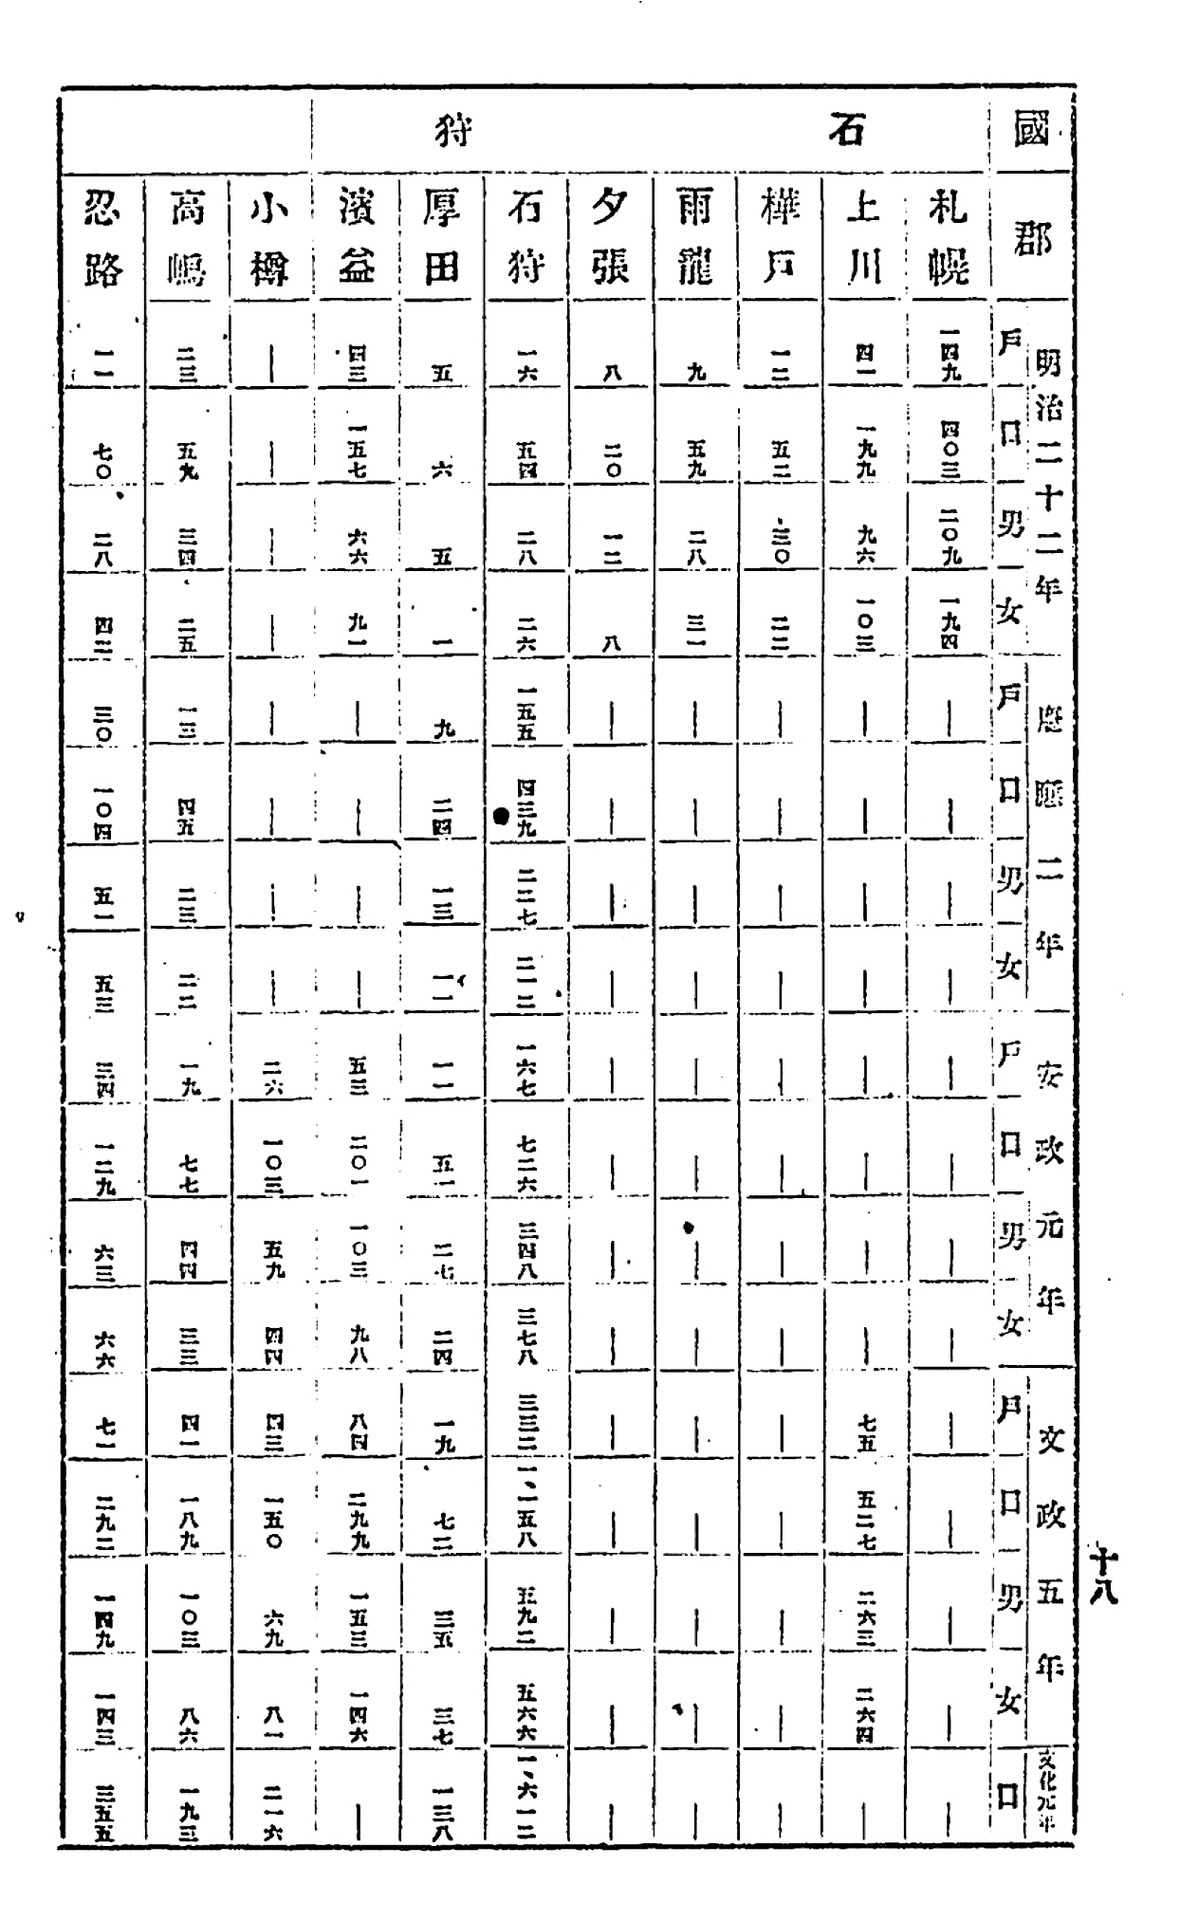 十八
國 石狩
郡
明治二十二年 慶應二年 安政元年 文政五年 文化元年
戶 口 男 女 戶 口 男 女 戶 口 男 女 戶 口 男 女 口
札幌 一四九 四〇三 二〇九 一九四 — — — — — — — — — — — — —
上川 四一 一九九 九六 一〇三 — — — — — — — — 七五 五二七 二六三 二六四 —
樺戶 一二 五二 三〇 二二 — — — — — — — — — — — — —
雨龍 九 五九 二八 三一 — — — — — — — — — — — — —
夕張 八 二〇 一二 八 — — — — — — — — — — — — —
石狩 一六 五四 二八 二六 一五五 四三九 二二七 二一二 一六七 七二六 三四八 三七八 三三二 一、一五八 五九二 五六六 一、六一二
厚田 五 六 五 一 九 二四 一三 一一 一一 五一 二七 二四 一九 七二 三五 三七 一三八
濱益 四三 一五七 六六 九一 — — — — 五三 二〇一 一〇三 九八 八四 二九九 一五三 一四六 —
小樽 — — — — — — — — 二六 一〇三 五九 四四 四三 一五〇 六九 八一 二一六
高嶋 二三 五九 三四 二五 一三 四五 二三 二二 一九 七七 四四 三三 四一 一八九 一〇三 八六 一九三
忍路 一一 七〇 二八 四二 三〇 一〇四 五一 五三 三四 一二九 六三 六六 七一 二九二 一四九 一四三 三五五